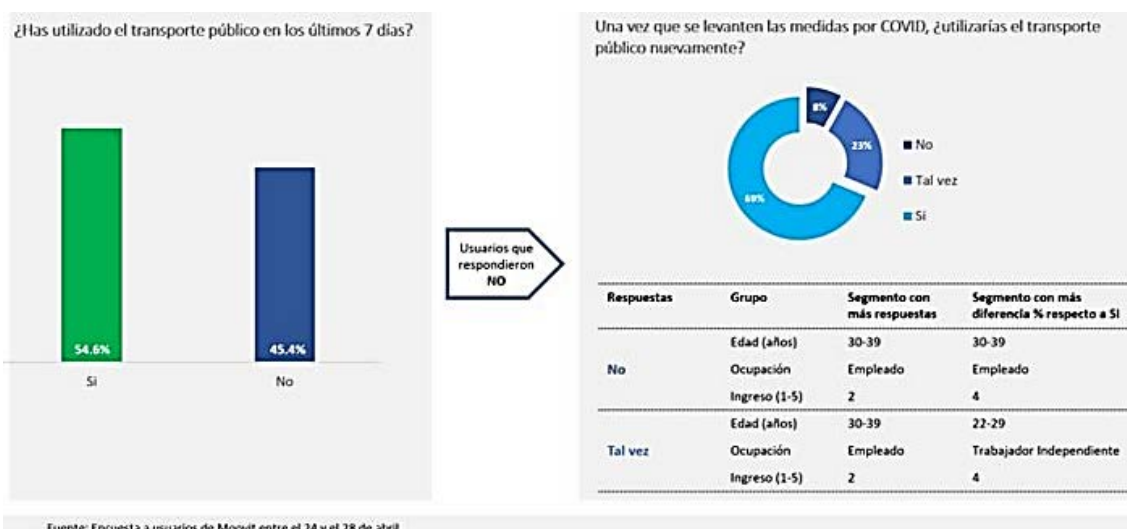 ¿Has utilizado el transporte público en los últimos 7 días?
54.6%
45.4%
Si
No
Usuarios que
respondieron
NO
Una vez que se levanten las medidas por COVID, ¿utilizarías el transporte
público nuevamente?
8%
23%
69%
No
Tal vez
Si
Respuestas Grupo Segmento con más respuestas Segmento con más diferencia % respecto a Si
No
Edad (años) 30-39 30-39
Ocupación Empleado Empleado
Ingreso (1-5) 2 4
Tal vez
Edad (años) 30-39 22-29
Ocupación Empleado Trabajador Independiente
Ingreso (1-5) 2 4
Fuente: Encuesta a usuarios de Moovit entre el 24 y el 28 de abril